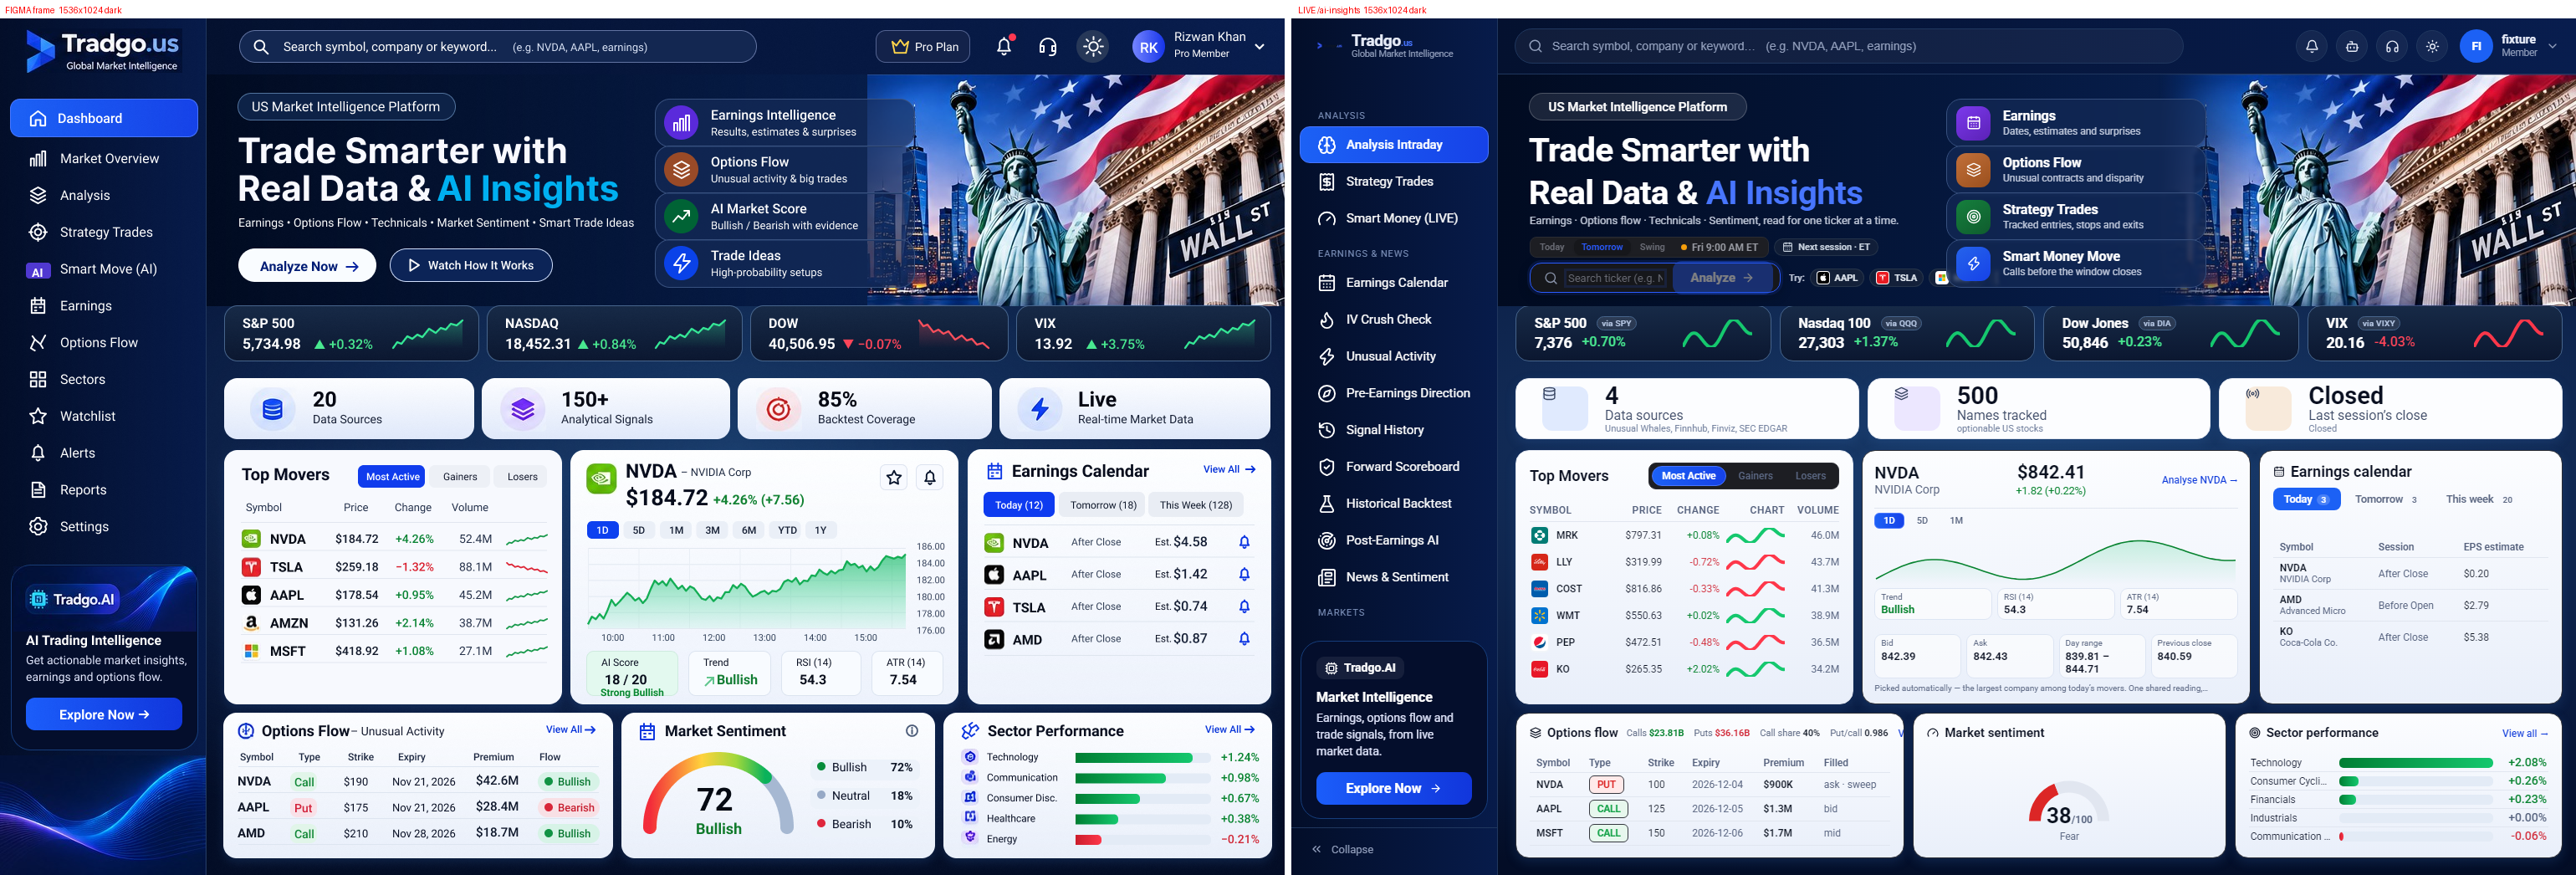 FIGMA frame 1536x1024 dark
Tradgo.us
Global Market Intelligence
Search symbol, company or keyword... (e.g. NVDA, AAPL, earnings)
Pro Plan
RK
Rizwan Khan
Pro Member
Dashboard
Market Overview
Analysis
Strategy Trades
AI Smart Move (AI)
Earnings
Options Flow
Sectors
Watchlist
Alerts
Reports
Settings
Tradgo.AI
AI Trading Intelligence
Get actionable market insights,
earnings and options flow.
Explore Now →
US Market Intelligence Platform
Trade Smarter with
Real Data & AI Insights
Earnings • Options Flow • Technicals • Market Sentiment • Smart Trade Ideas
Analyze Now →
Watch How It Works
Earnings Intelligence
Results, estimates & surprises
Options Flow
Unusual activity & big trades
AI Market Score
Bullish / Bearish with evidence
Trade Ideas
High-probability setups
WALL ST
S&P 500
5,734.98 ▲ +0.32%
NASDAQ
18,452.31 ▲ +0.84%
DOW
40,506.95 ▼ −0.07%
VIX
13.92 ▲ +3.75%
20
Data Sources
150+
Analytical Signals
85%
Backtest Coverage
Live
Real-time Market Data
Top Movers
Most Active Gainers Losers
Symbol Price Change Volume
NVDA $184.72 +4.26% 52.4M
TSLA $259.18 −1.32% 88.1M
AAPL $178.54 +0.95% 45.2M
AMZN $131.26 +2.14% 38.7M
MSFT $418.92 +1.08% 27.1M
NVDA – NVIDIA Corp
$184.72 +4.26% (+7.56)
1D 5D 1M 3M 6M YTD 1Y
186.00
184.00
182.00
180.00
178.00
176.00
10:00 11:00 12:00 13:00 14:00 15:00
AI Score
18 / 20
Strong Bullish
Trend
Bullish
RSI (14)
54.3
ATR (14)
7.54
Earnings Calendar
View All →
Today (12) Tomorrow (18) This Week (128)
NVDA After Close Est. $4.58
AAPL After Close Est. $1.42
TSLA After Close Est. $0.74
AMD After Close Est. $0.87
Options Flow – Unusual Activity
View All →
Symbol Type Strike Expiry Premium Flow
NVDA Call $190 Nov 21, 2026 $42.6M Bullish
AAPL Put $175 Nov 21, 2026 $28.4M Bearish
AMD Call $210 Nov 28, 2026 $18.7M Bullish
Market Sentiment
72
Bullish
Bullish 72%
Neutral 18%
Bearish 10%
Sector Performance
View All →
Technology +1.24%
Communication +0.98%
Consumer Disc. +0.67%
Healthcare +0.38%
Energy −0.21%
LIVE /ai-insights 1536x1024 dark
Tradgo.us
Global Market Intelligence
Search symbol, company or keyword… (e.g. NVDA, AAPL, earnings)
FI
fixture
Member
ANALYSIS
Analysis Intraday
Strategy Trades
Smart Money (LIVE)
EARNINGS & NEWS
Earnings Calendar
IV Crush Check
Unusual Activity
Pre-Earnings Direction
Signal History
Forward Scoreboard
Historical Backtest
Post-Earnings AI
News & Sentiment
MARKETS
Tradgo.AI
Market Intelligence
Earnings, options flow and
trade signals, from live
market data.
Explore Now →
Collapse
US Market Intelligence Platform
Trade Smarter with
Real Data & AI Insights
Earnings · Options flow · Technicals · Sentiment, read for one ticker at a time.
Today Tomorrow Swing Fri 9:00 AM ET Next session · ET
Search ticker (e.g. N Analyze → Try: AAPL TSLA
Earnings
Dates, estimates and surprises
Options Flow
Unusual contracts and disparity
Strategy Trades
Tracked entries, stops and exits
Smart Money Move
Calls before the window closes
WALL ST
S&P 500 via SPY
7,376 +0.70%
Nasdaq 100 via QQQ
27,303 +1.37%
Dow Jones via DIA
50,846 +0.23%
VIX via VIXY
20.16 -4.03%
4
Data sources
Unusual Whales, Finnhub, Finviz, SEC EDGAR
500
Names tracked
optionable US stocks
Closed
Last session's close
Closed
Top Movers
Most Active Gainers Losers
SYMBOL PRICE CHANGE CHART VOLUME
MRK $797.31 +0.08% 46.0M
LLY $319.99 -0.72% 43.7M
COST $816.86 -0.33% 41.3M
WMT $550.63 +0.02% 38.9M
PEP $472.51 -0.48% 36.5M
KO $265.35 +2.02% 34.2M
NVDA
NVIDIA Corp
$842.41
+1.82 (+0.22%)
Analyse NVDA →
1D 5D 1M
Trend
Bullish
RSI (14)
54.3
ATR (14)
7.54
Bid
842.39
Ask
842.43
Day range
839.81 –
844.71
Previous close
840.59
Picked automatically — the largest company among today's movers. One shared reading,...
Earnings calendar
Today 3 Tomorrow 3 This week 20
Symbol Session EPS estimate
NVDA
NVIDIA Corp
After Close $0.20
AMD
Advanced Micro
Before Open $2.79
KO
Coca-Cola Co.
After Close $5.38
Options flow Calls $23.81B Puts $36.16B Call share 40% Put/call 0.986 V
Symbol Type Strike Expiry Premium Filled
NVDA PUT 100 2026-12-04 $900K ask · sweep
AAPL CALL 125 2026-12-05 $1.3M bid
MSFT CALL 150 2026-12-06 $1.7M mid
Market sentiment
38/100
Fear
Sector performance
View all →
Technology +2.08%
Consumer Cycli... +0.26%
Financials +0.23%
Industrials +0.00%
Communication ... -0.06%